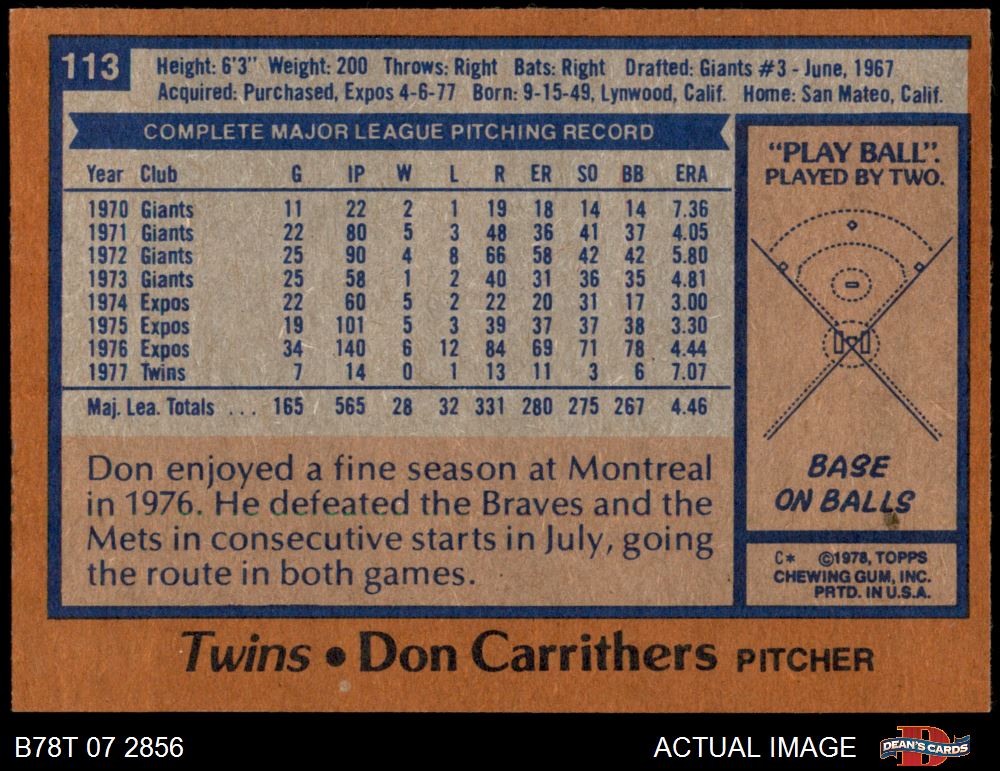 113
Height: 6'3" Weight: 200 Throws: Right Bats: Right Drafted: Giants #3 - June, 1967
Acquired: Purchased, Expos 4-6-77 Born: 9-15-49, Lynwood, Calif. Home: San Mateo, Calif.
COMPLETE MAJOR LEAGUE PITCHING RECORD
Year Club G IP W L R ER SO BB ERA
1970 Giants 11 22 2 1 19 18 14 14 7.36
1971 Giants 22 80 5 3 48 36 41 37 4.05
1972 Giants 25 90 4 8 66 58 42 42 5.80
1973 Giants 25 58 1 2 40 31 36 35 4.81
1974 Expos 22 60 5 2 22 20 31 17 3.00
1975 Expos 19 101 5 3 39 37 37 38 3.30
1976 Expos 34 140 6 12 84 69 71 78 4.44
1977 Twins 7 14 0 1 13 11 3 6 7.07
Maj. Lea. Totals ... 165 565 28 32 331 280 275 267 4.46
Don enjoyed a fine season at Montreal
in 1976. He defeated the Braves and the
Mets in consecutive starts in July, going
the route in both games.
"PLAY BALL".
PLAYED BY TWO.
BASE
ON BALLS
C* ©1978, TOPPS
CHEWING GUM, INC.
PRTD. IN U.S.A.
Twins • Don Carrithers PITCHER
B78T 07 2856
ACTUAL IMAGE
DEAN'S CARDS